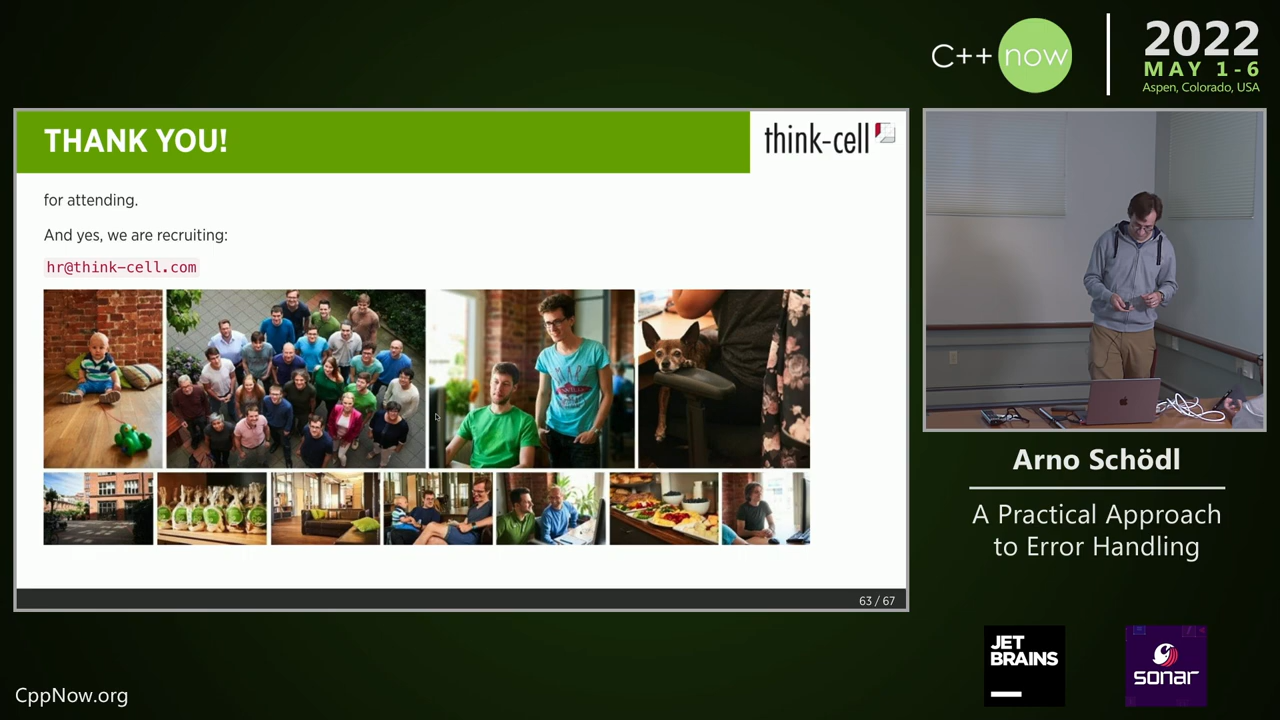 C++ now
2022
MAY 1-6
Aspen, Colorado, USA
THANK YOU!
think-cell
for attending.
And yes, we are recruiting:
hr@think-cell.com
63 / 67
Arno Schödl
A Practical Approach
to Error Handling
JET
BRAINS
sonar
CppNow.org